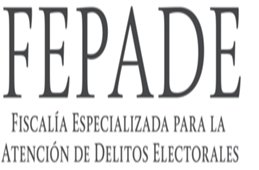 FEPADE
FISCALÍA ESPECIALIZADA PARA LA
ATENCIÓN DE DELITOS ELECTORALES